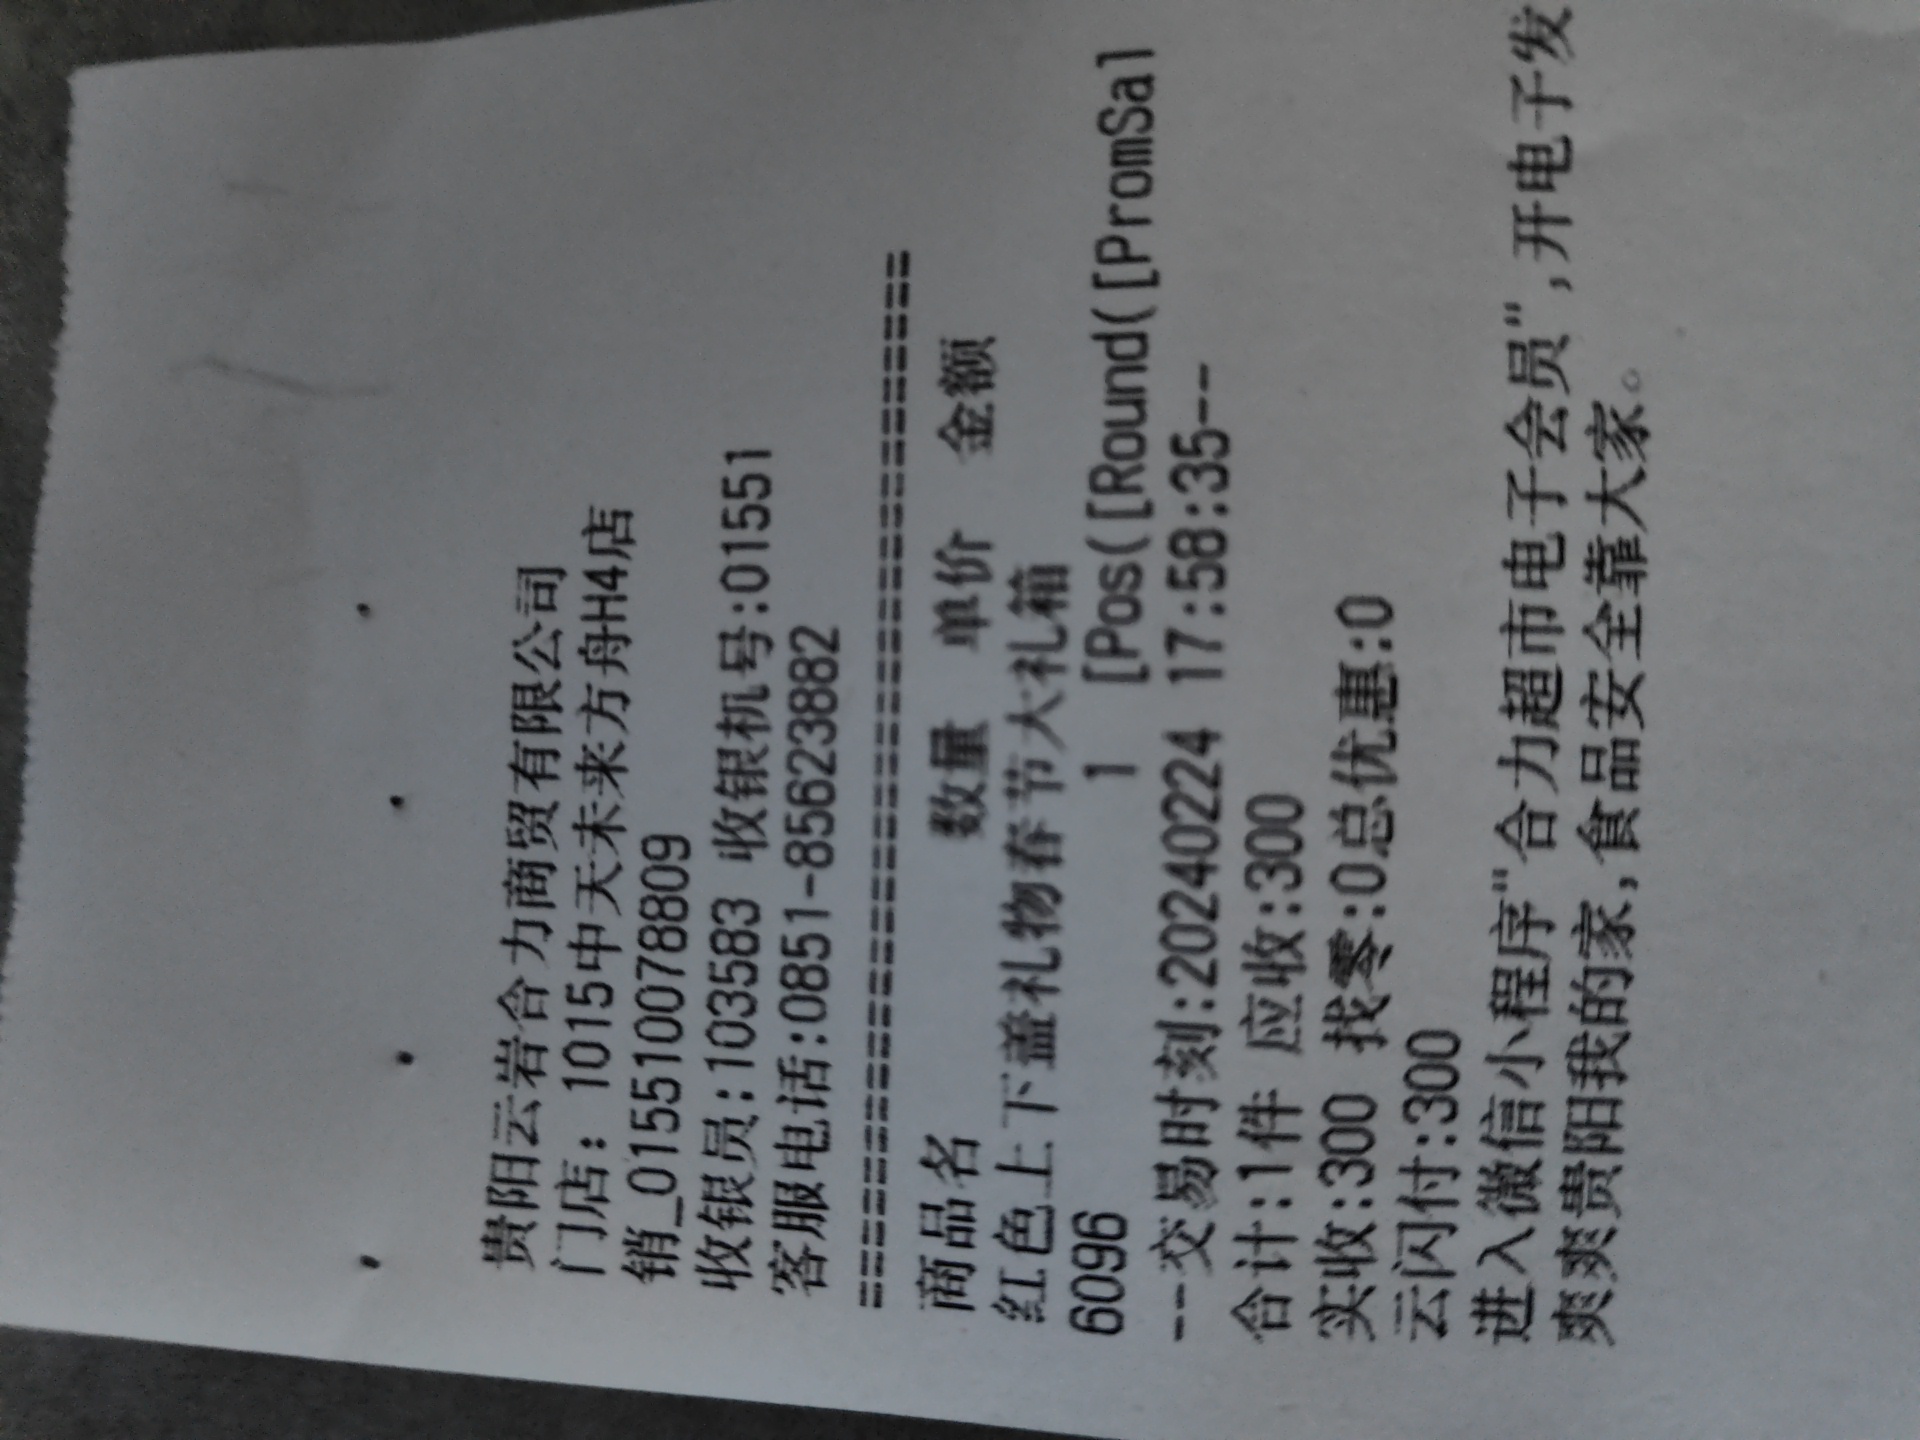 贵阳云岩合力商贸有限公司
门店: 1015中天未来方舟H4店
销_015510078809
收银员:103583 收银机号:01551
客服电话:0851-85623882
============================================
商品名 数量 单价 金额
红色上下盖礼物春节大礼箱
6096 1 [Pos([Round([PromSal
---交易时刻:20240224 17:58:35--
合计:1件 应收:300
实收:300 找零:0总优惠:0
云闪付:300
进入微信小程序"合力超市电子会员",开电子发
爽爽贵阳我的家,食品安全靠大家。